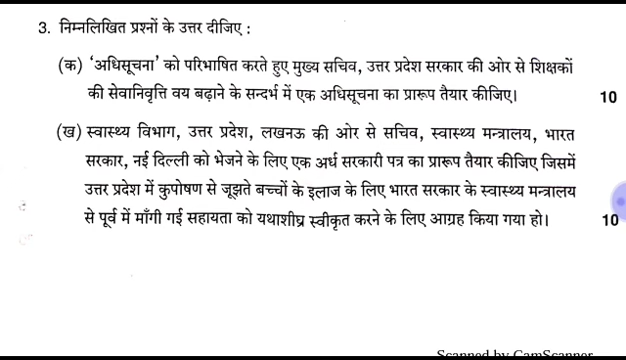 3. निम्नलिखित प्रश्नों के उत्तर दीजिए :
(क) ‘अधिसूचना’ को परिभाषित करते हुए मुख्य सचिव, उत्तर प्रदेश सरकार की ओर से शिक्षकों
की सेवानिवृत्ति वय बढ़ाने के सन्दर्भ में एक अधिसूचना का प्रारूप तैयार कीजिए। 10
(ख) स्वास्थ्य विभाग, उत्तर प्रदेश, लखनऊ की ओर से सचिव, स्वास्थ्य मन्त्रालय, भारत
सरकार, नई दिल्ली को भेजने के लिए एक अर्ध सरकारी पत्र का प्रारूप तैयार कीजिए जिसमें
उत्तर प्रदेश में कुपोषण से जूझते बच्चों के इलाज के लिए भारत सरकार के स्वास्थ्य मन्त्रालय
से पूर्व में माँगी गई सहायता को यथाशीघ्र स्वीकृत करने के लिए आग्रह किया गया हो। 10
Scanned by CamScanner